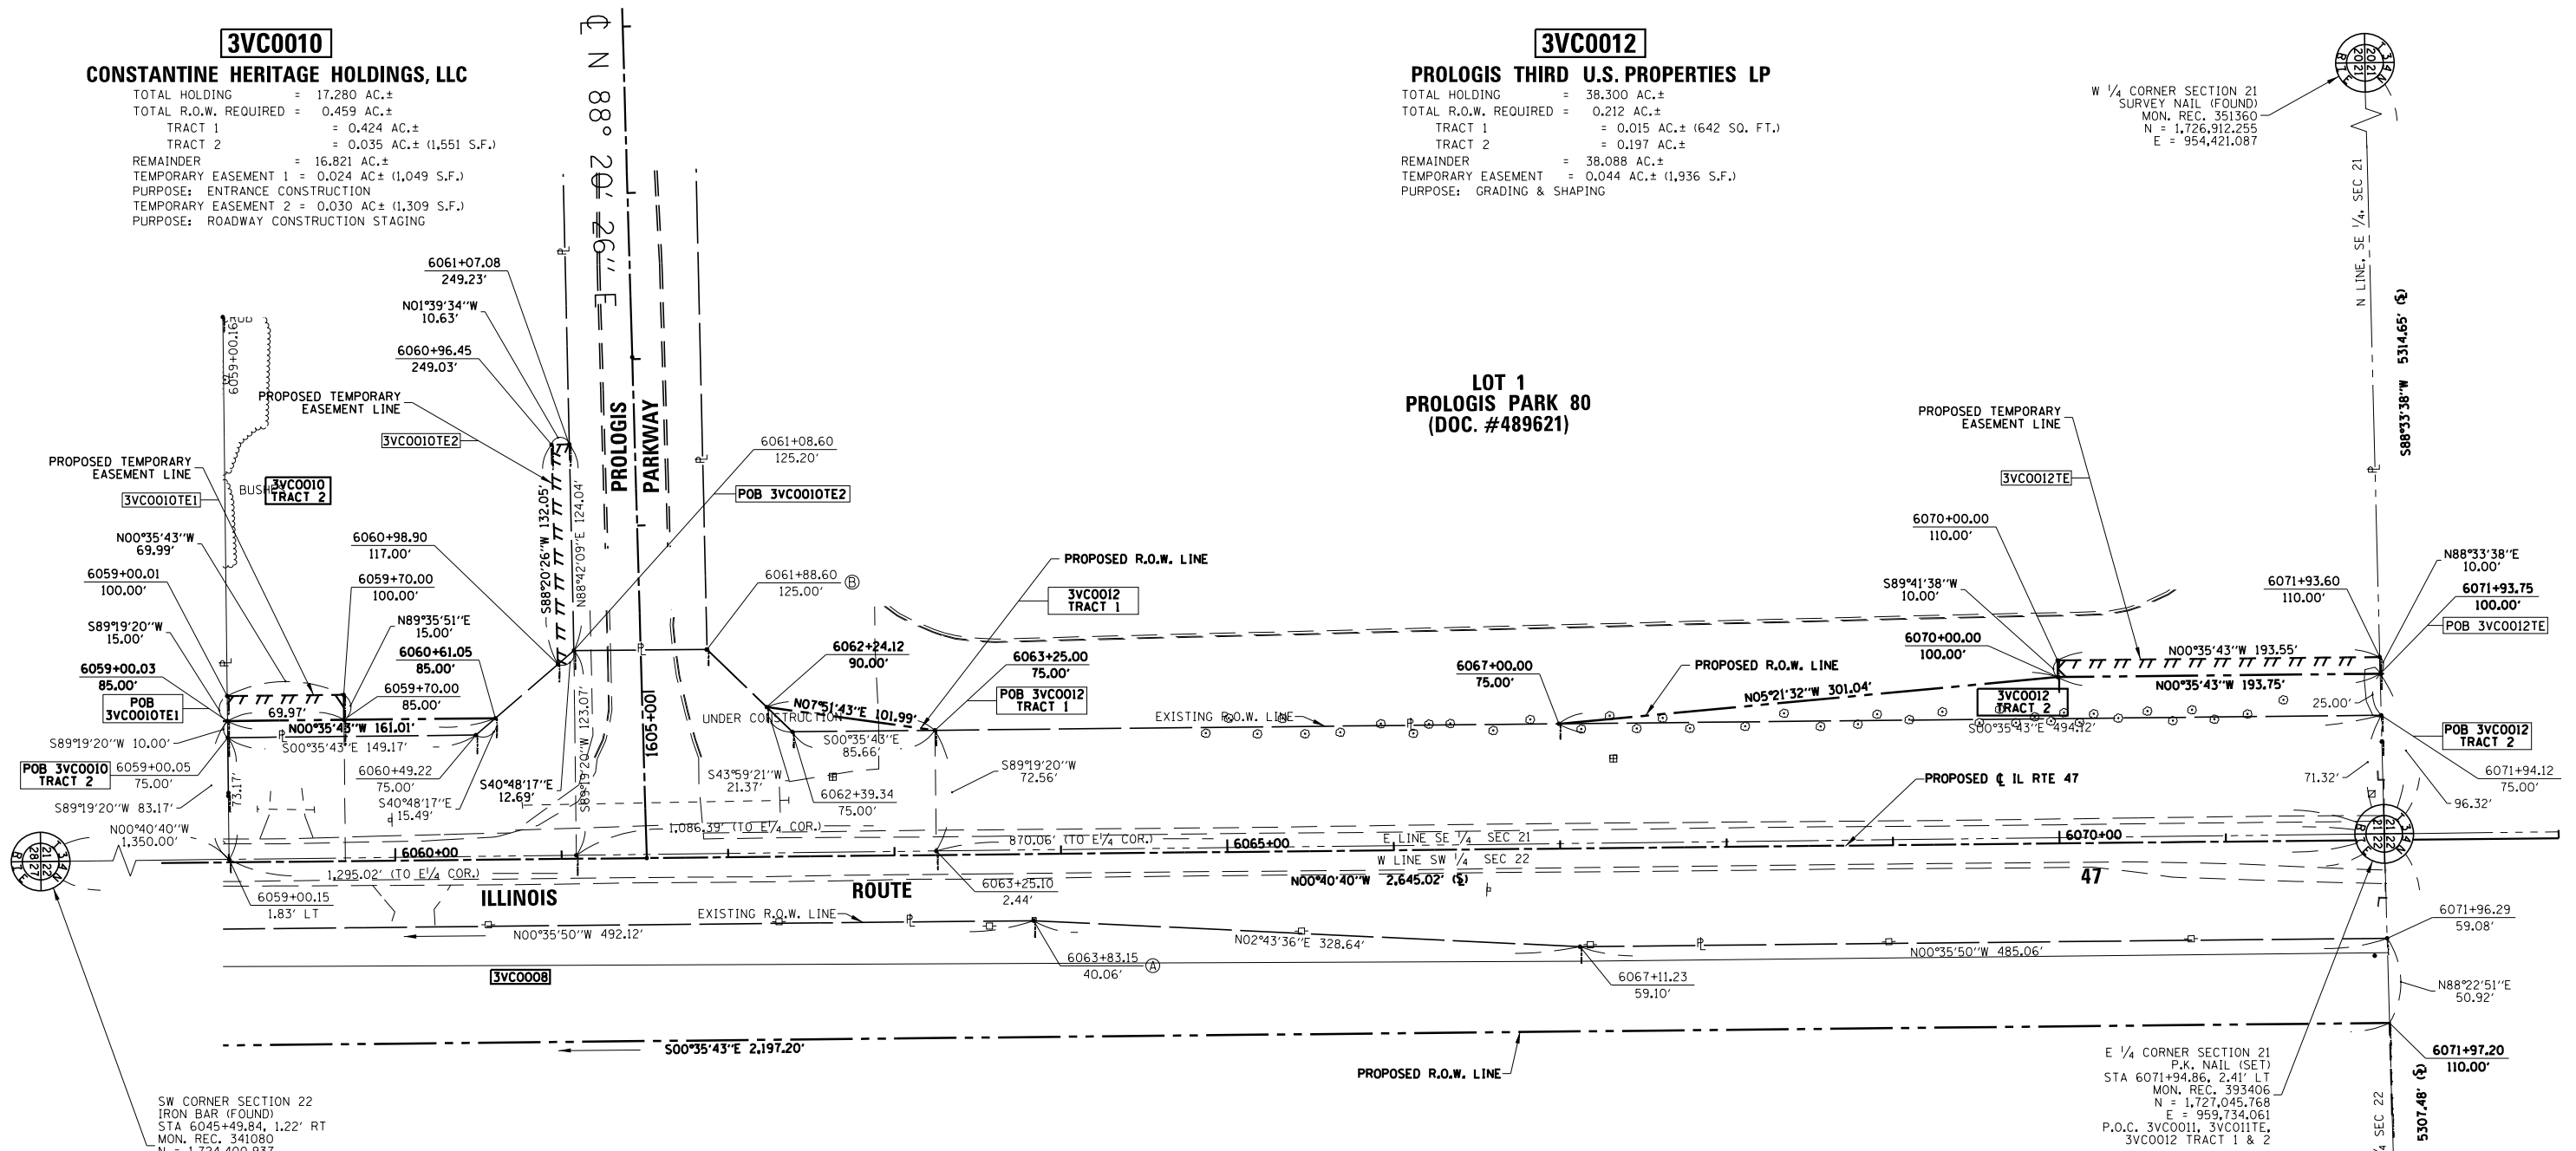 3VC0010
CONSTANTINE HERITAGE HOLDINGS, LLC
TOTAL HOLDING = 17.280 AC.±
TOTAL R.O.W. REQUIRED = 0.459 AC.±
TRACT 1 = 0.424 AC.±
TRACT 2 = 0.035 AC.± (1,551 S.F.)
REMAINDER = 16.821 AC.±
TEMPORARY EASEMENT 1 = 0.024 AC± (1,049 S.F.)
PURPOSE: ENTRANCE CONSTRUCTION
TEMPORARY EASEMENT 2 = 0.030 AC± (1,309 S.F.)
PURPOSE: ROADWAY CONSTRUCTION STAGING
℄ N 88° 20' 26" E
3VC0012
PROLOGIS THIRD U.S. PROPERTIES LP
TOTAL HOLDING = 38.300 AC.±
TOTAL R.O.W. REQUIRED = 0.212 AC.±
TRACT 1 = 0.015 AC.± (642 SQ. FT.)
TRACT 2 = 0.197 AC.±
REMAINDER = 38.088 AC.±
TEMPORARY EASEMENT = 0.044 AC.± (1,936 S.F.)
PURPOSE: GRADING & SHAPING
W 1/4 CORNER SECTION 21
SURVEY NAIL (FOUND)
MON. REC. 351360
N = 1,726,912.255
E = 954,421.087
T34N
R7E
20 21
20 21
N LINE, SE 1/4, SEC 21
S88°33'38"W 5314.65' (℄)
6061+07.08
249.23'
N01°39'34"W
10.63'
6060+96.45
249.03'
6059+00.16
PROPOSED TEMPORARY
EASEMENT LINE
3VC0010TE2
PROLOGIS
PARKWAY
6061+08.60
125.20'
POB 3VC0010TE2
LOT 1
PROLOGIS PARK 80
(DOC. #489621)
PROPOSED TEMPORARY
EASEMENT LINE
3VC0012TE
PROPOSED TEMPORARY
EASEMENT LINE
3VC0010TE1
3VC0010
TRACT 2
S88°20'26"W 132.05'
N88°42'09"E 124.04'
N00°35'43"W
69.99'
6060+98.90
117.00'
6059+00.01
100.00'
6059+70.00
100.00'
S89°19'20"W
15.00'
N89°35'51"E
15.00'
6060+61.05
85.00'
6059+00.03
85.00'
6059+70.00
85.00'
POB
3VC0010TE1
69.97'
N00°35'43"W 161.01'
S00°35'43"E 149.17'
S89°19'20"W 10.00'
POB 3VC0010
TRACT 2
6059+00.05
75.00'
6060+49.22
75.00'
S40°48'17"E
12.69'
S40°48'17"E
15.49'
S89°19'20"W 83.17'
73.17'
S89°19'20"W 123.07'
1605+00
6061+88.60 Ⓑ
125.00'
PROPOSED R.O.W. LINE
3VC0012
TRACT 1
6062+24.12
90.00'
6063+25.00
75.00'
POB 3VC0012
TRACT 1
N07°51'43"E 101.99'
UNDER CONSTRUCTION
S00°35'43"E
85.66'
S43°59'21"W
21.37'
6062+39.34
75.00'
S89°19'20"W
72.56'
EXISTING R.O.W. LINE
6067+00.00
75.00'
PROPOSED R.O.W. LINE
N05°21'32"W 301.04'
6070+00.00
110.00'
S89°41'38"W
10.00'
6070+00.00
100.00'
3VC0012
TRACT 2
N00°35'43"W 193.55'
N00°35'43"W 193.75'
S00°35'43"E 494.12'
6071+93.60
110.00'
N88°33'38"E
10.00'
6071+93.75
100.00'
POB 3VC0012TE
25.00'
POB 3VC0012
TRACT 2
6071+94.12
75.00'
71.32'
96.32'
PROPOSED ℄ IL RTE 47
N00°40'40"W
1,350.00'
T34N
R7E
21 22
28 27
1,086.39' (TO E1/4 COR.)
870.06' (TO E1/4 COR.)
E LINE SE 1/4 SEC 21
6060+00
6065+00
6070+00
W LINE SW 1/4 SEC 22
1,295.02' (TO E1/4 COR.)
N00°40'40"W 2,645.02' (℄)
T34N
R7E
21 22
21 22
6059+00.15
1.83' LT
ILLINOIS
ROUTE
47
6063+25.10
2.44'
EXISTING R.O.W. LINE
N00°35'50"W 492.12'
N02°43'36"E 328.64'
N00°35'50"W 485.06'
6063+83.15 Ⓐ
40.06'
6067+11.23
59.10'
6071+96.29
59.08'
N88°22'51"E
50.92'
3VC0008
S00°35'43"E 2,197.20'
PROPOSED R.O.W. LINE
6071+97.20
110.00'
SW CORNER SECTION 22
IRON BAR (FOUND)
STA 6045+49.84, 1.22' RT
MON. REC. 341080
N = 1,724,400.937
E 1/4 CORNER SECTION 21
P.K. NAIL (SET)
STA 6071+94.86, 2.41' LT
MON. REC. 393406
N = 1,727,045.768
E = 959,734.061
P.O.C. 3VC0011, 3VC011TE,
3VC0012 TRACT 1 & 2
SEC 22
5307.48' (℄)